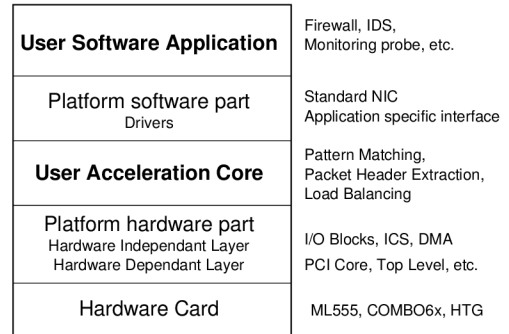 User Software Application
Firewall, IDS,
Monitoring probe, etc.
Platform software part
Drivers
Standard NIC
Application specific interface
User Acceleration Core
Pattern Matching,
Packet Header Extraction,
Load Balancing
Platform hardware part
Hardware Independant Layer
Hardware Dependant Layer
I/O Blocks, ICS, DMA
PCI Core, Top Level, etc.
Hardware Card
ML555, COMBO6x, HTG